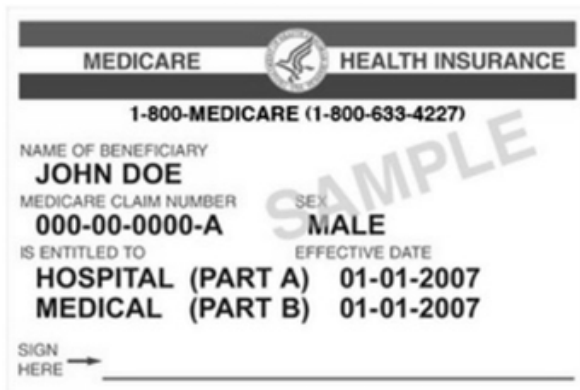 MEDICARE HEALTH INSURANCE
1-800-MEDICARE (1-800-633-4227)
NAME OF BENEFICIARY
JOHN DOE
MEDICARE CLAIM NUMBER SEX
000-00-0000-A MALE
IS ENTITLED TO EFFECTIVE DATE
HOSPITAL (PART A) 01-01-2007
MEDICAL (PART B) 01-01-2007
SIGN
HERE
SAMPLE